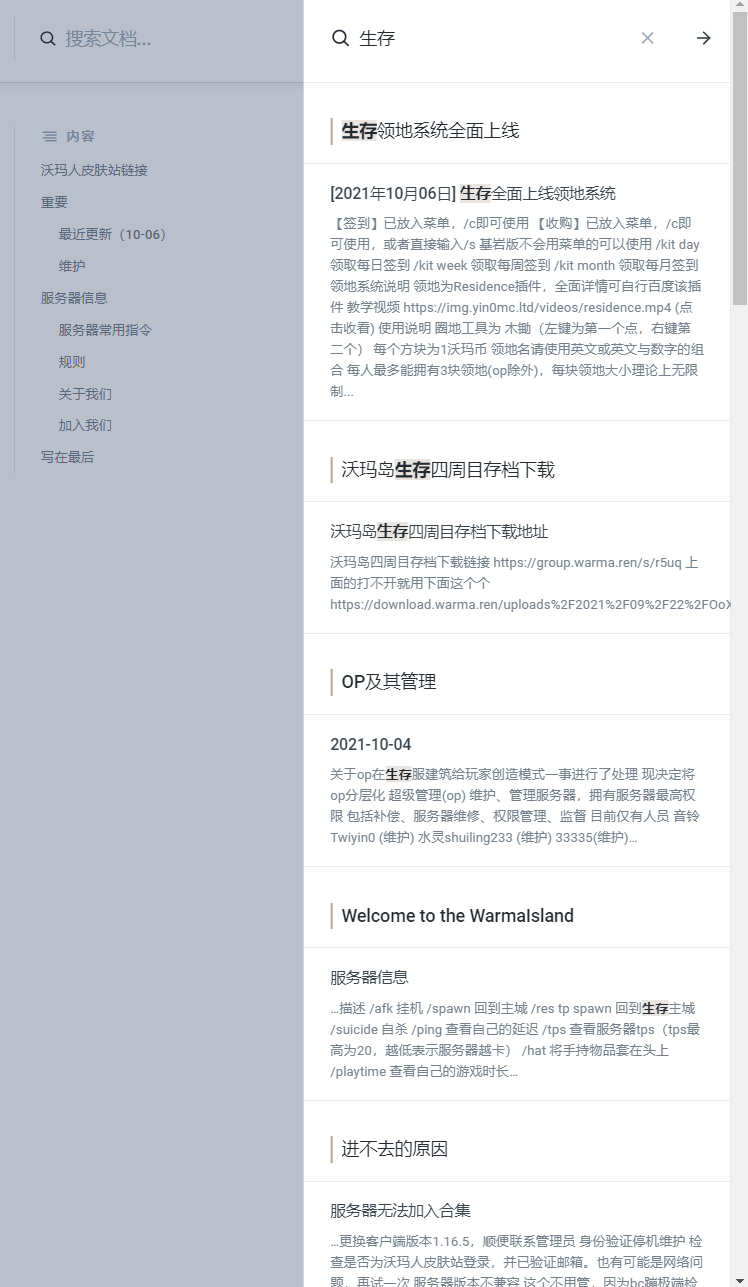 搜索文档...
内容
沃玛人皮肤站链接
重要
最近更新（10-06）
维护
服务器信息
服务器常用指令
规则
关于我们
加入我们
写在最后
生存
生存领地系统全面上线
[2021年10月06日] 生存全面上线领地系统
【签到】已放入菜单，/c即可使用 【收购】已放入菜单，/c即
可使用，或者直接输入/s 基岩版不会用菜单的可以使用 /kit day
领取每日签到 /kit week 领取每周签到 /kit month 领取每月签到
领地系统说明 领地为Residence插件，全面详情可自行百度该插
件 教学视频 https://img.yin0mc.ltd/videos/residence.mp4 (点
击收看) 使用说明 圈地工具为 木锄（左键为第一个点，右键第
二个） 每个方块为1沃玛币 领地名请使用英文或英文与数字的组
合 每人最多能拥有3块领地(op除外)，每块领地大小理论上无限
制...
沃玛岛生存四周目存档下载
沃玛岛生存四周目存档下载地址
沃玛岛四周目存档下载链接 https://group.warma.ren/s/r5uq 上
面的打不开就用下面这个个
https://download.warma.ren/uploads%2F2021%2F09%2F22%2FOoX
OP及其管理
2021-10-04
关于op在生存服建筑给玩家创造模式一事进行了处理 现决定将
op分层化 超级管理(op) 维护、管理服务器，拥有服务器最高权
限 包括补偿、服务器维修、权限管理、监督 目前仅有人员 音铃
Twiyin0 (维护) 水灵shuiling233 (维护) 33335(维护)...
Welcome to the WarmaIsland
服务器信息
...描述 /afk 挂机 /spawn 回到主城 /res tp spawn 回到生存主城
/suicide 自杀 /ping 查看自己的延迟 /tps 查看服务器tps（tps最
高为20，越低表示服务器越卡） /hat 将手持物品套在头上
/playtime 查看自己的游戏时长...
进不去的原因
服务器无法加入合集
...更换客户端版本1.16.5，顺便联系管理员 身份验证停机维护 检
查是否为沃玛人皮肤站登录，并已验证邮箱。也有可能是网络问
题，再试一次 服务器版本不兼容 这个不用管，因为bc蹦极端检